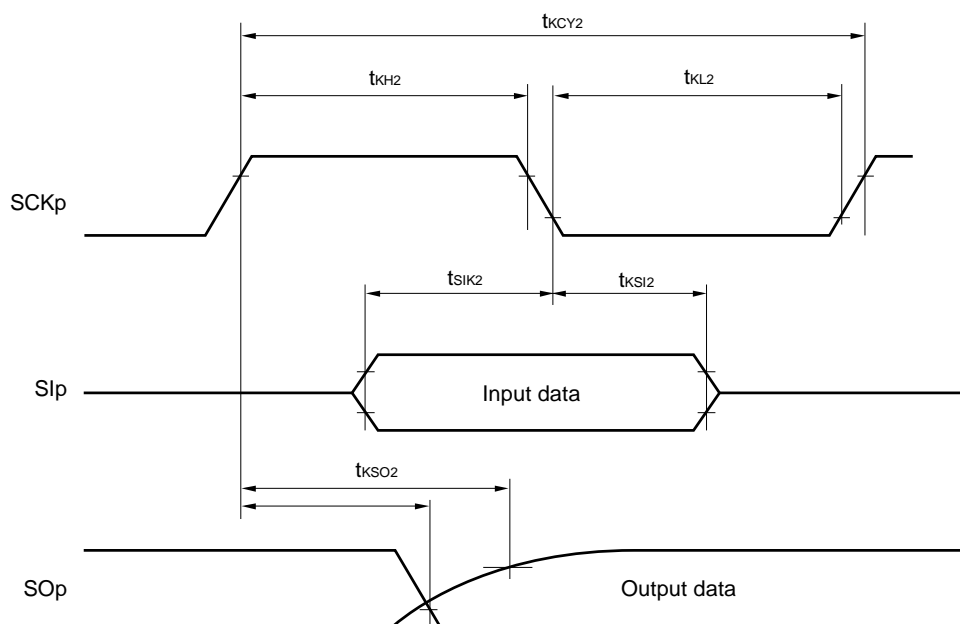 tKCY2
tKH2
tKL2
SCKp
tSIK2
tKSI2
SIp
Input data
tKSO2
SOp
Output data